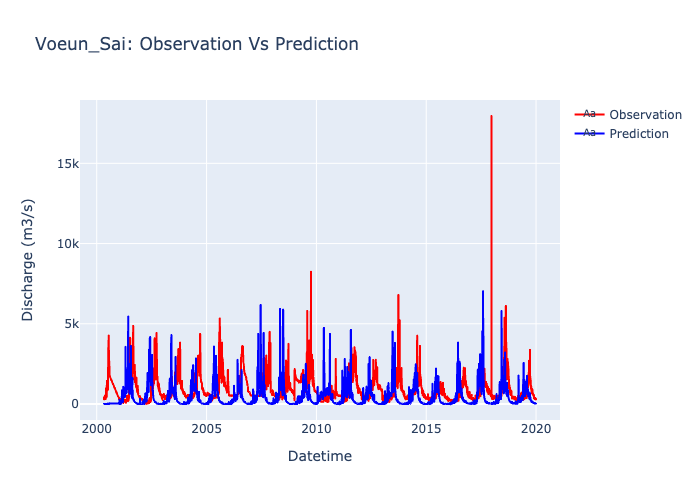 Voeun_Sai: Observation Vs Prediction
Aa Observation
Aa Prediction
15k
10k
5k
0
Discharge (m3/s)
2000 2005 2010 2015 2020
Datetime